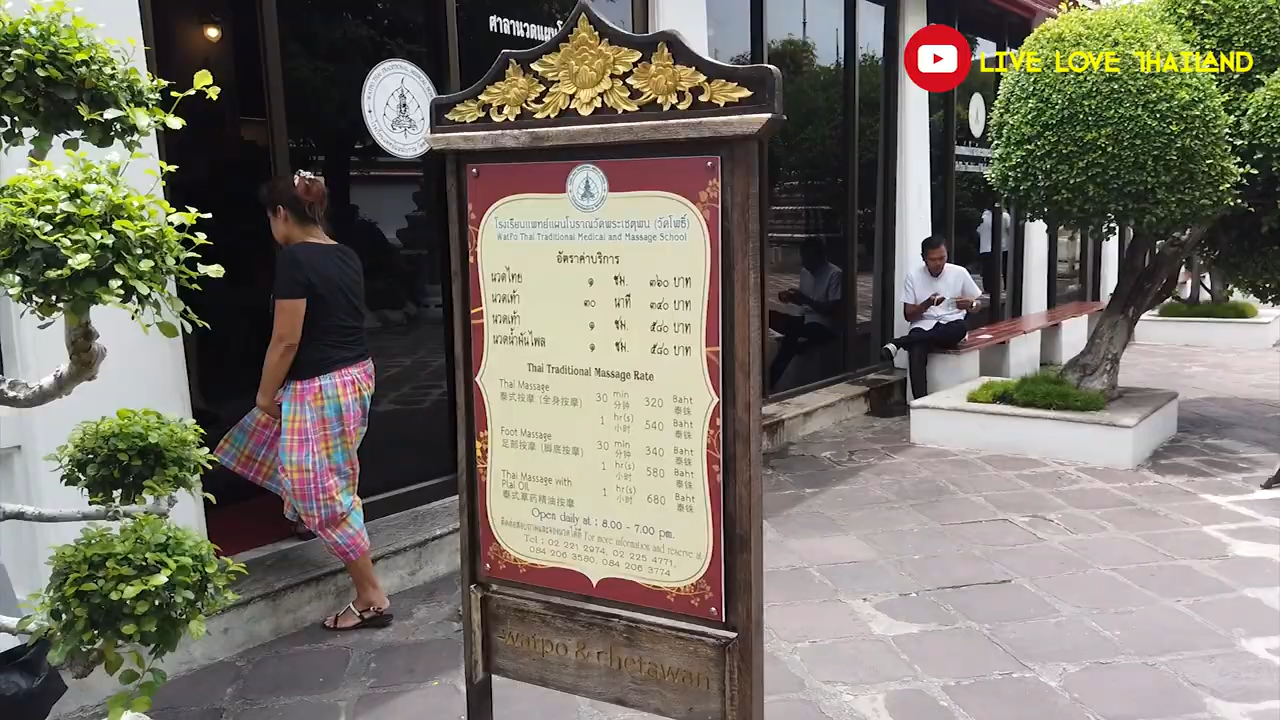 LIVE LOVE THAILAND
ศาลานวดแผนโ
โรงเรียนแพทย์แผนโบราณวัดพระเชตุพน (วัดโพธิ์)
WatPo Thai Traditional Medical and Massage School
อัตราค่าบริการ
นวดไทย ๑ ชม.
นวดเท้า ๓๐ นาที ๓๔๐ บาท
นวดเท้า ๑ ชม. ๕๘๐ บาท
นวดน้ำมันไพล ๑ ชม. บาท
Thai Traditional Massage Rate
Thai Massage 30 min 320 Baht
泰式按摩 (全身按摩) 分钟 泰铢
1 hr(s) 540 Baht
小时 泰铢
Foot Massage 30 min 340 Baht
足部按摩 (脚底按摩) 分钟 泰铢
1 hr(s) 580 Baht
小时 泰铢
Thai Massage with Plai Oil 1 hr(s) 680 Baht
泰式草药精油按摩 小时 泰铢
Open daily at : 8.00 - 7.00 pm.
For more information and reserve at
Tel : 02 221 2974, 02 225 4771,
084 206 3580, 084 206 3774
watpo & chetawan